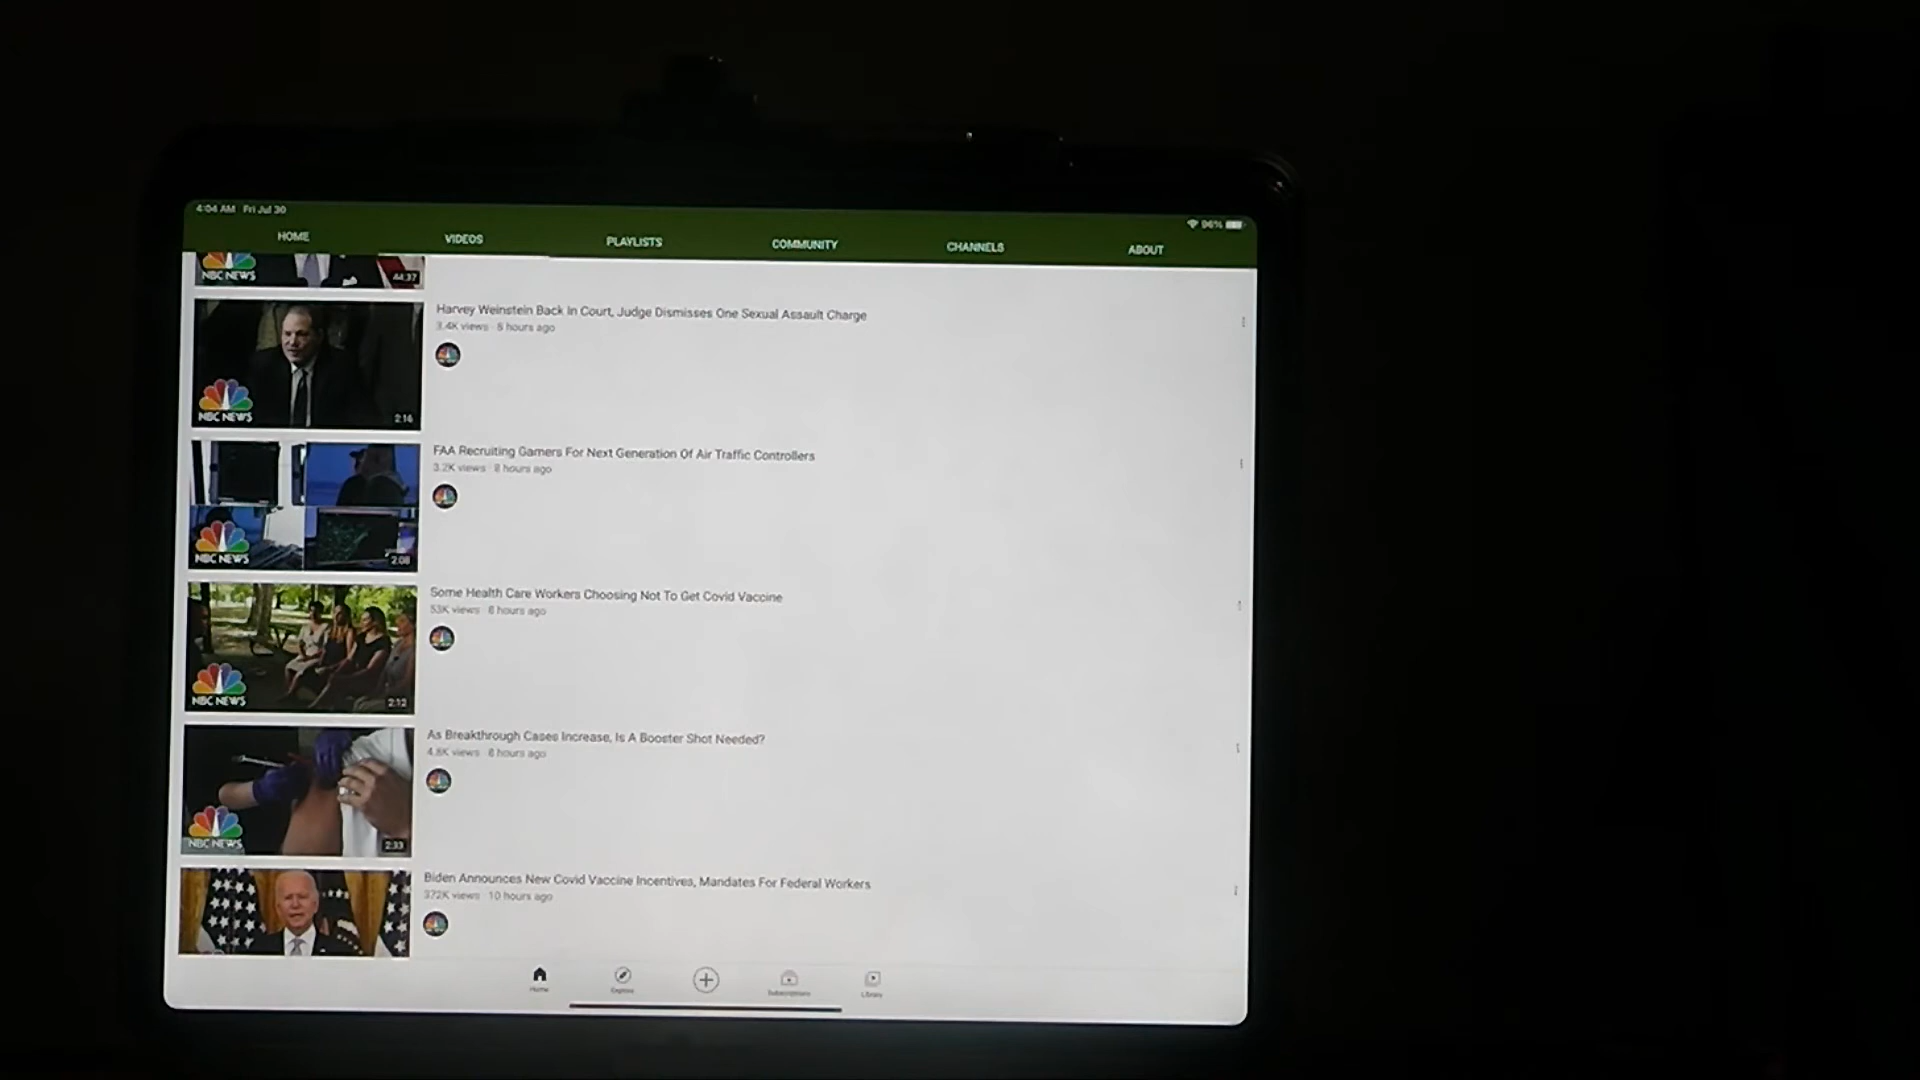 4:04 AM Fri Jul 30
96%
HOME
VIDEOS
PLAYLISTS
COMMUNITY
CHANNELS
ABOUT
NBC NEWS
44:37
Harvey Weinstein Back In Court, Judge Dismisses One Sexual Assault Charge
3.4K views · 8 hours ago
NBC NEWS
2:16
FAA Recruiting Gamers For Next Generation Of Air Traffic Controllers
3.2K views · 8 hours ago
NBC NEWS
2:08
Some Health Care Workers Choosing Not To Get Covid Vaccine
53K views · 8 hours ago
NBC NEWS
2:12
As Breakthrough Cases Increase, Is A Booster Shot Needed?
4.8K views · 8 hours ago
NBC NEWS
2:33
Biden Announces New Covid Vaccine Incentives, Mandates For Federal Workers
372K views · 10 hours ago
Home
Explore
Subscriptions
Library